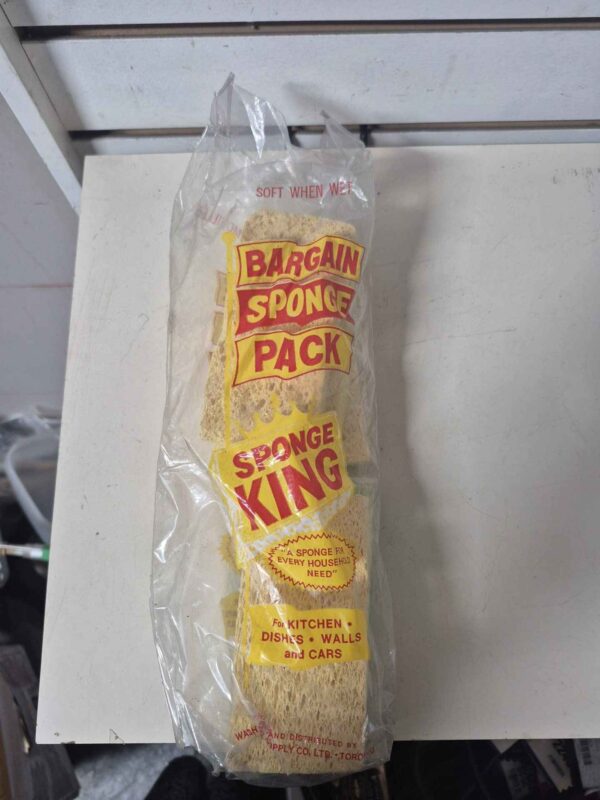 SOFT WHEN WET
BARGAIN
SPONGE
PACK
SPONGE
KING
"A SPONGE FOR
EVERY HOUSEHOLD
NEED"
For KITCHEN •
DISHES • WALLS
and CARS
AND DISTRIBUTED BY
CO. LTD. •